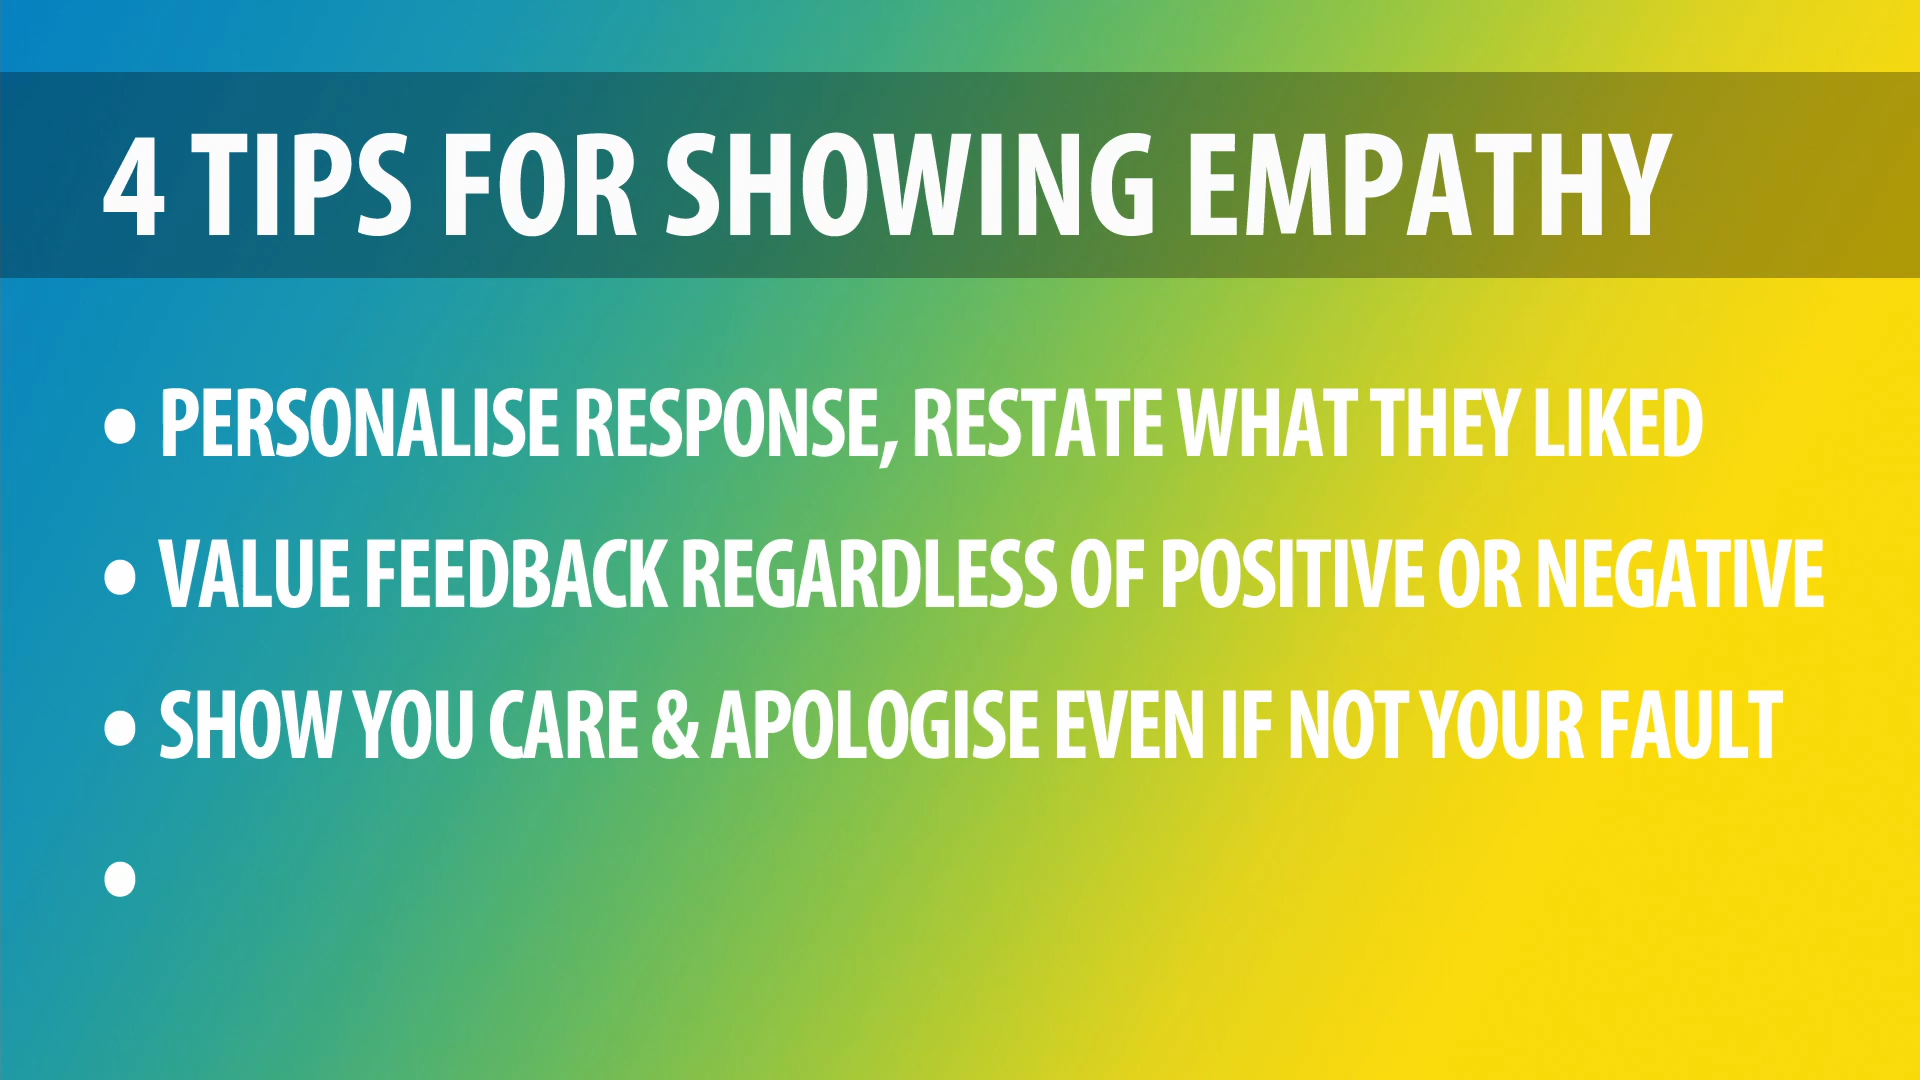 4 TIPS FOR SHOWING EMPATHY
• PERSONALISE RESPONSE, RESTATE WHAT THEY LIKED
• VALUE FEEDBACK REGARDLESS OF POSITIVE OR NEGATIVE
• SHOW YOU CARE & APOLOGISE EVEN IF NOT YOUR FAULT
•